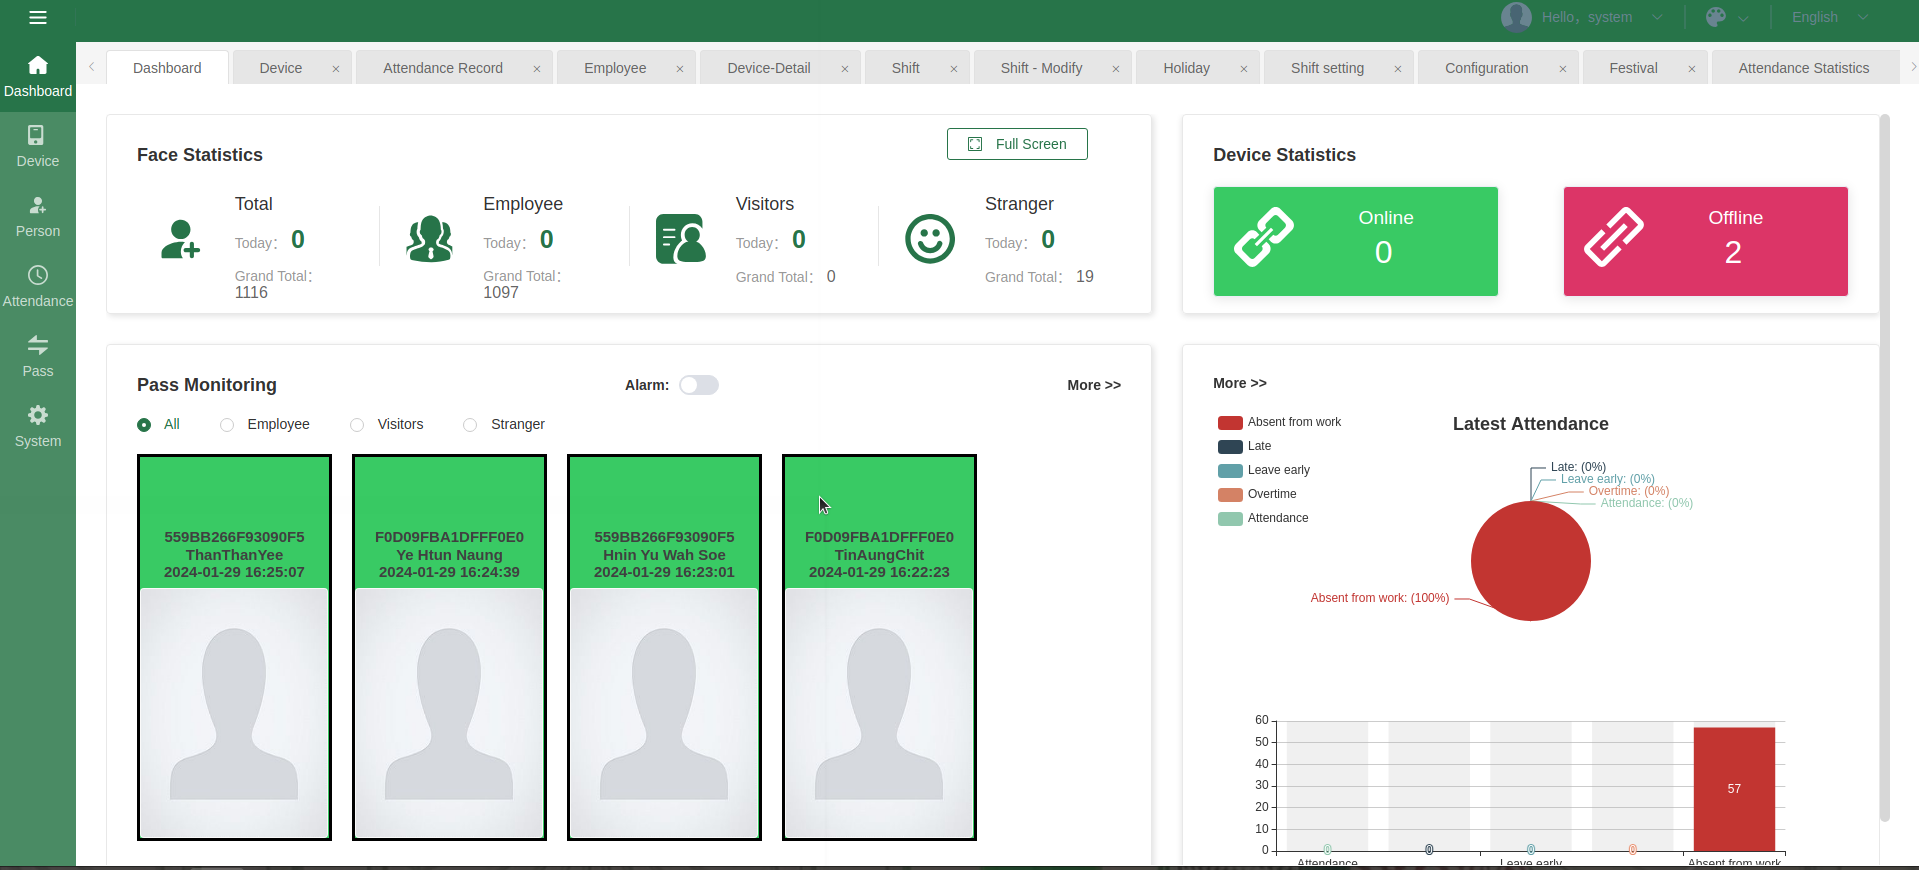 Hello，system
English
Dashboard
Device
Attendance Record
Employee
Device-Detail
Shift
Shift - Modify
Holiday
Shift setting
Configuration
Festival
Attendance Statistics
Dashboard
Device
Person
Attendance
Pass
System
Face Statistics
Full Screen
Total
Today： 0
Grand Total：
1116
Employee
Today： 0
Grand Total：
1097
Visitors
Today： 0
Grand Total： 0
Stranger
Today： 0
Grand Total： 19
Device Statistics
Online
0
Offline
2
Pass Monitoring
Alarm:
More >>
All
Employee
Visitors
Stranger
559BB266F93090F5
ThanThanYee
2024-01-29 16:25:07
F0D09FBA1DFFF0E0
Ye Htun Naung
2024-01-29 16:24:39
559BB266F93090F5
Hnin Yu Wah Soe
2024-01-29 16:23:01
F0D09FBA1DFFF0E0
TinAungChit
2024-01-29 16:22:23
More >>
Absent from work
Late
Leave early
Overtime
Attendance
Latest Attendance
Late: (0%)
Leave early: (0%)
Overtime: (0%)
Attendance: (0%)
Absent from work: (100%)
60
50
40
30
20
10
0
0
0
0
0
57
Attendance
Leave early
Absent from work